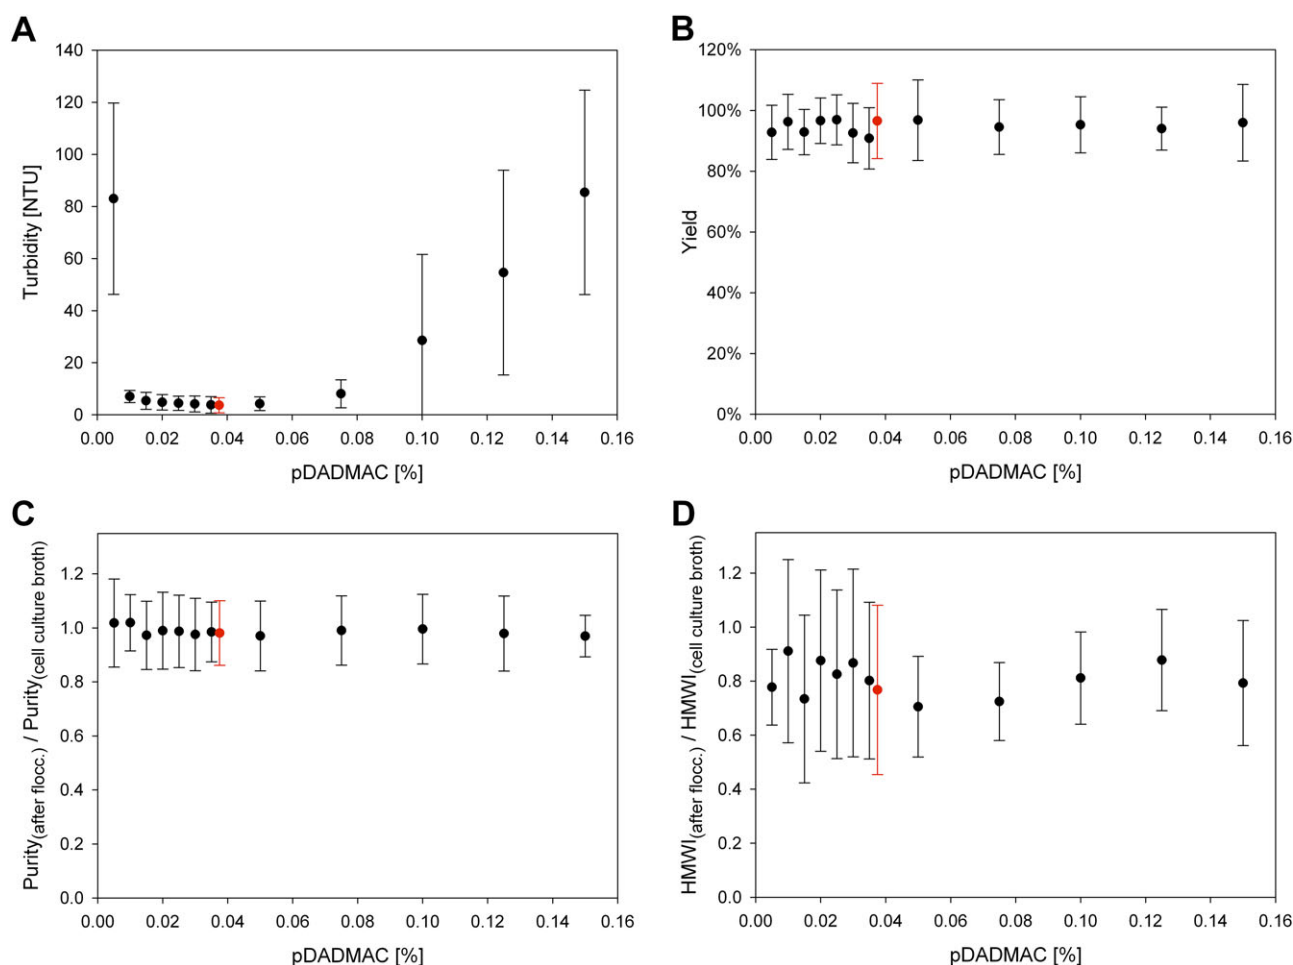 A
140
120
100
80
60
40
20
0
Turbidity [NTU]
0.00 0.02 0.04 0.06 0.08 0.10 0.12 0.14 0.16
pDADMAC [%]
B
120%
100%
80%
60%
40%
20%
0%
Yield
0.00 0.02 0.04 0.06 0.08 0.10 0.12 0.14 0.16
pDADMAC [%]
C
1.2
1.0
0.8
0.6
0.4
0.2
0.0
Purity(after flocc.) / Purity(cell culture broth)
0.00 0.02 0.04 0.06 0.08 0.10 0.12 0.14 0.16
pDADMAC [%]
D
1.2
1.0
0.8
0.6
0.4
0.2
0.0
HMWI(after flocc.) / HMWI(cell culture broth)
0.00 0.02 0.04 0.06 0.08 0.10 0.12 0.14 0.16
pDADMAC [%]